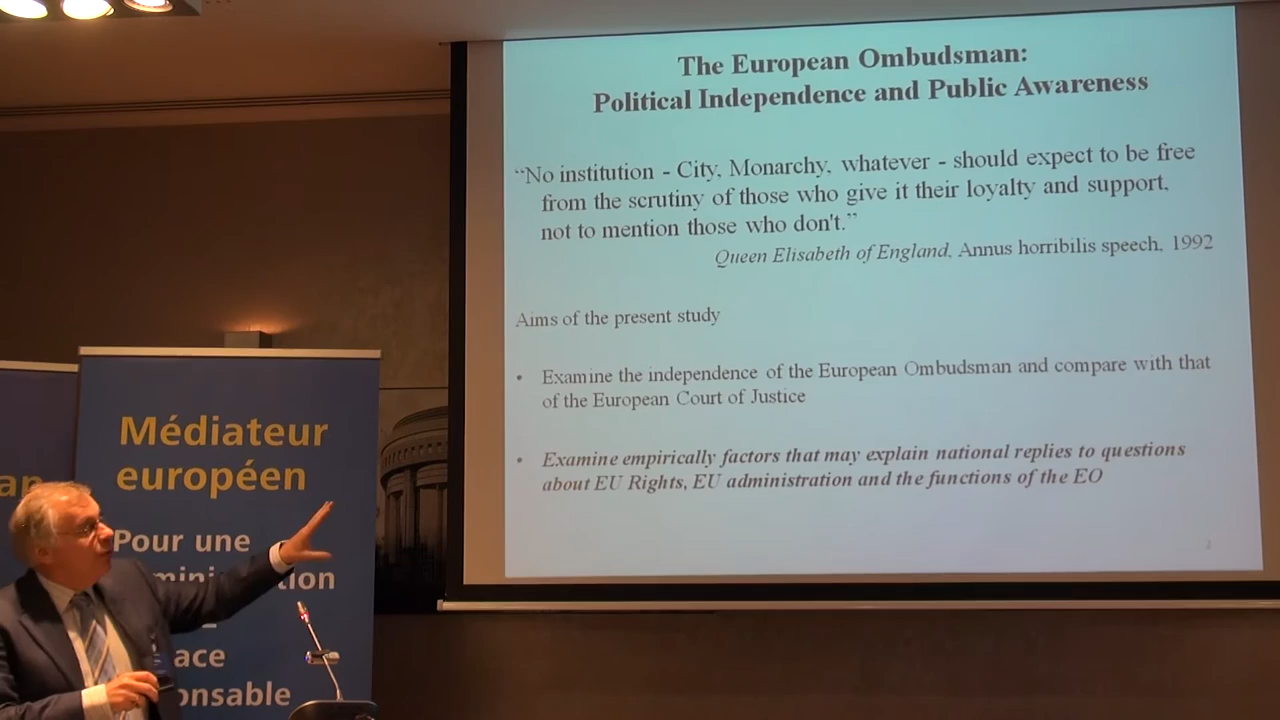 The European Ombudsman:
Political Independence and Public Awareness
“No institution - City, Monarchy, whatever - should expect to be free
from the scrutiny of those who give it their loyalty and support,
not to mention those who don't.”
Queen Elisabeth of England, Annus horribilis speech, 1992
Aims of the present study
• Examine the independence of the European Ombudsman and compare with that
of the European Court of Justice
• Examine empirically factors that may explain national replies to questions
about EU Rights, EU administration and the functions of the EO
2
Médiateur
européen
Pour une